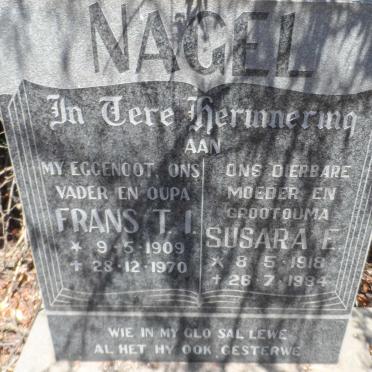 NAGEL
In Tere Herinnering
AAN
MY EGGENOOT, ONS
VADER EN OUPA
FRANS T. I.
* 9-5-1909
† 28-12-1970
ONS DIERBARE
MOEDER EN
GROOTOUMA
SUSARA E.
* 8-5-1918
† 26-7-1984
WIE IN MY GLO SAL LEWE
AL HET HY OOK GESTERWE